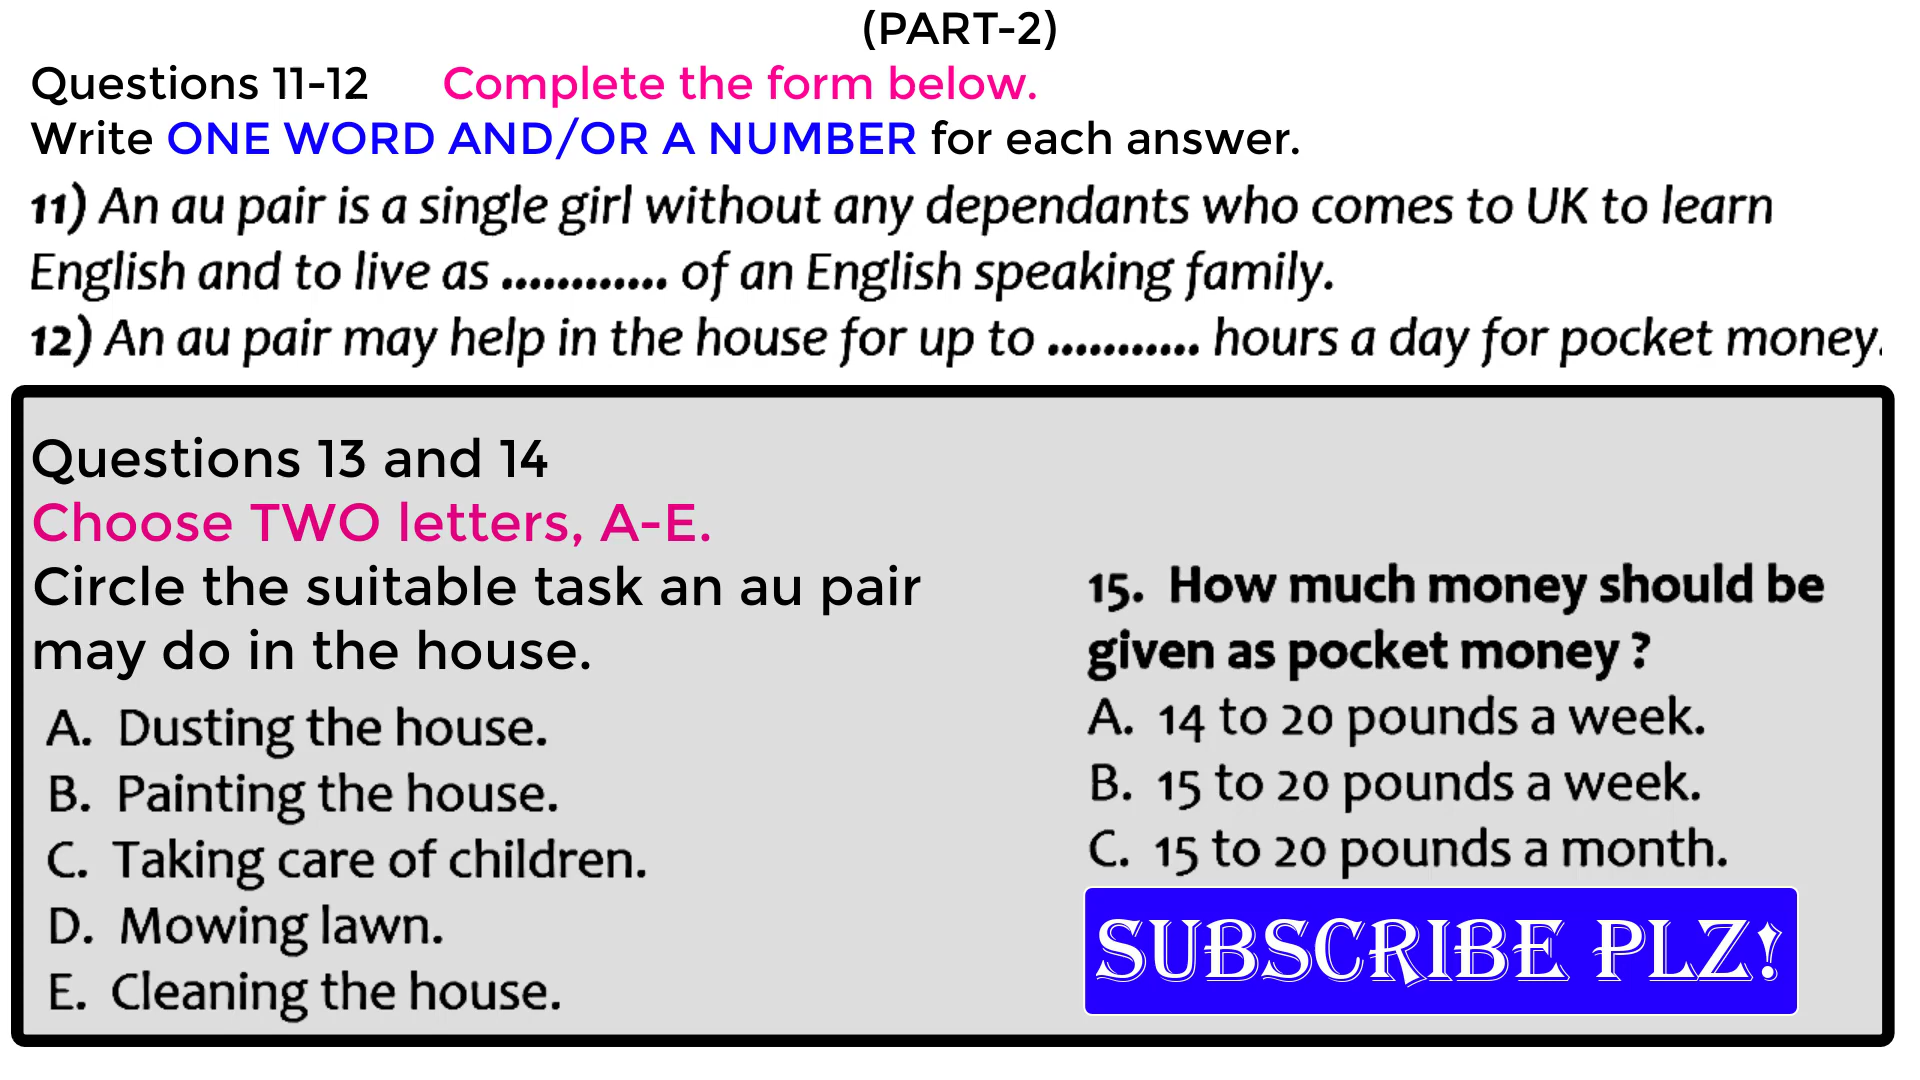 (PART-2)
Questions 11-12 Complete the form below.
Write ONE WORD AND/OR A NUMBER for each answer.
11) An au pair is a single girl without any dependants who comes to UK to learn
English and to live as ............ of an English speaking family.
12) An au pair may help in the house for up to ........... hours a day for pocket money.
Questions 13 and 14
Choose TWO letters, A-E.
Circle the suitable task an au pair
may do in the house.
A. Dusting the house.
B. Painting the house.
C. Taking care of children.
D. Mowing lawn.
E. Cleaning the house.
15. How much money should be
given as pocket money ?
A. 14 to 20 pounds a week.
B. 15 to 20 pounds a week.
C. 15 to 20 pounds a month.
SUBSCRIBE PLZ!